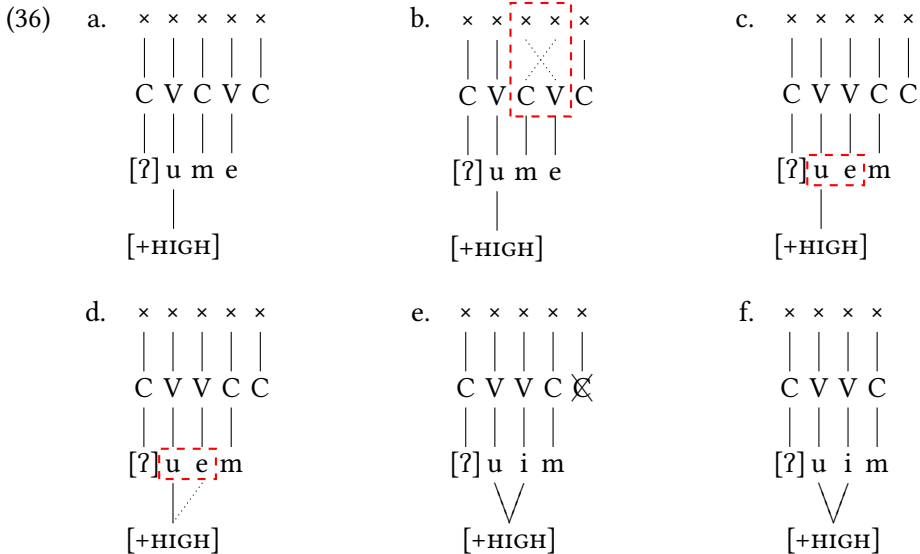 (36) a. × × × × × b. × × × × × c. × × × × ×
C V C V C C V C V C C V V C C
[ʔ] u m e [ʔ] u m e [ʔ] u e m
[+HIGH] [+HIGH] [+HIGH]
d. × × × × × e. × × × × × f. × × × ×
C V V C C C V V C C C V V C
[ʔ] u e m [ʔ] u i m [ʔ] u i m
[+HIGH] [+HIGH] [+HIGH]